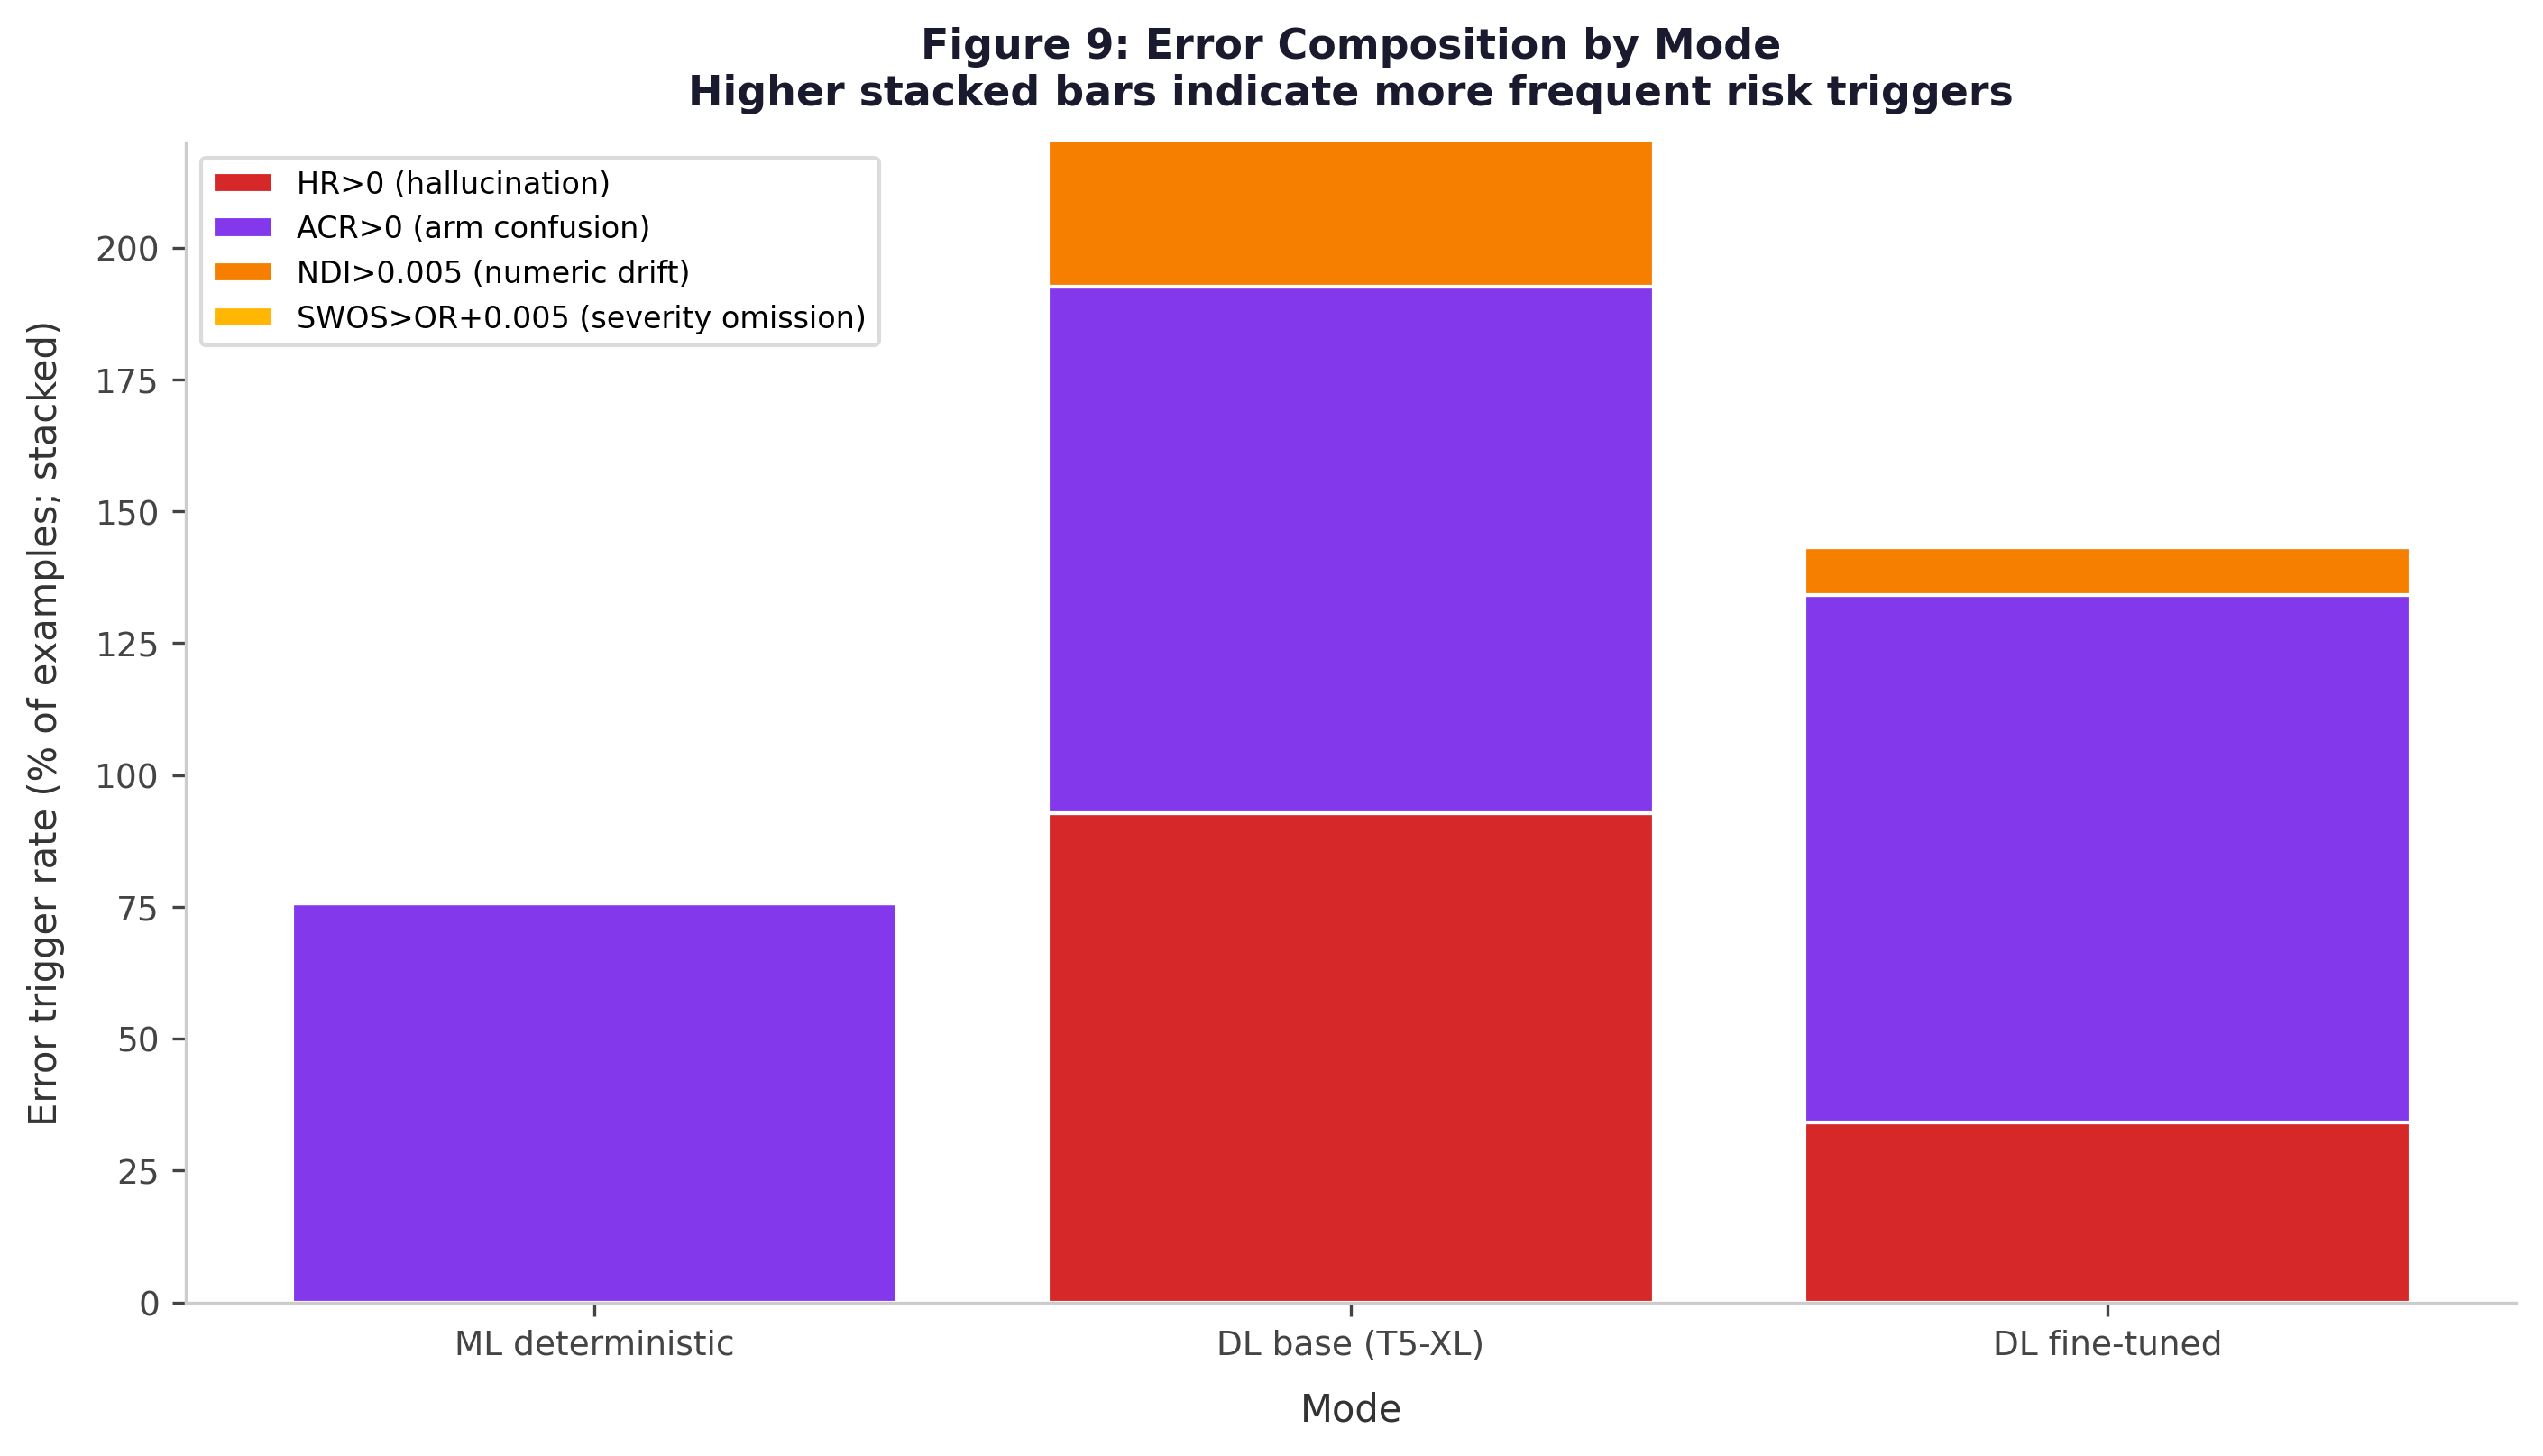 Figure 9: Error Composition by Mode
Higher stacked bars indicate more frequent risk triggers
HR>0 (hallucination)
ACR>0 (arm confusion)
NDI>0.005 (numeric drift)
SWOS>OR+0.005 (severity omission)
Error trigger rate (% of examples; stacked)
200
175
150
125
100
75
50
25
0
ML deterministic
DL base (T5-XL)
DL fine-tuned
Mode